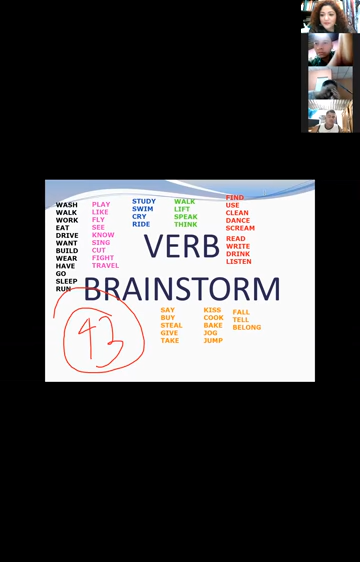 WASH
WALK
WORK
EAT
DRIVE
WANT
BUILD
WEAR
HAVE
GO
SLEEP
RUN
PLAY
LIKE
FLY
SEE
KNOW
SING
CUT
FIGHT
TRAVEL
STUDY
SWIM
CRY
RIDE
WALK
LIFT
SPEAK
THINK
FIND
USE
CLEAN
DANCE
SCREAM
READ
WRITE
DRINK
LISTEN
VERB
BRAINSTORM
43
SAY
BUY
STEAL
GIVE
TAKE
KISS
COOK
BAKE
JOG
JUMP
FALL
TELL
BELONG